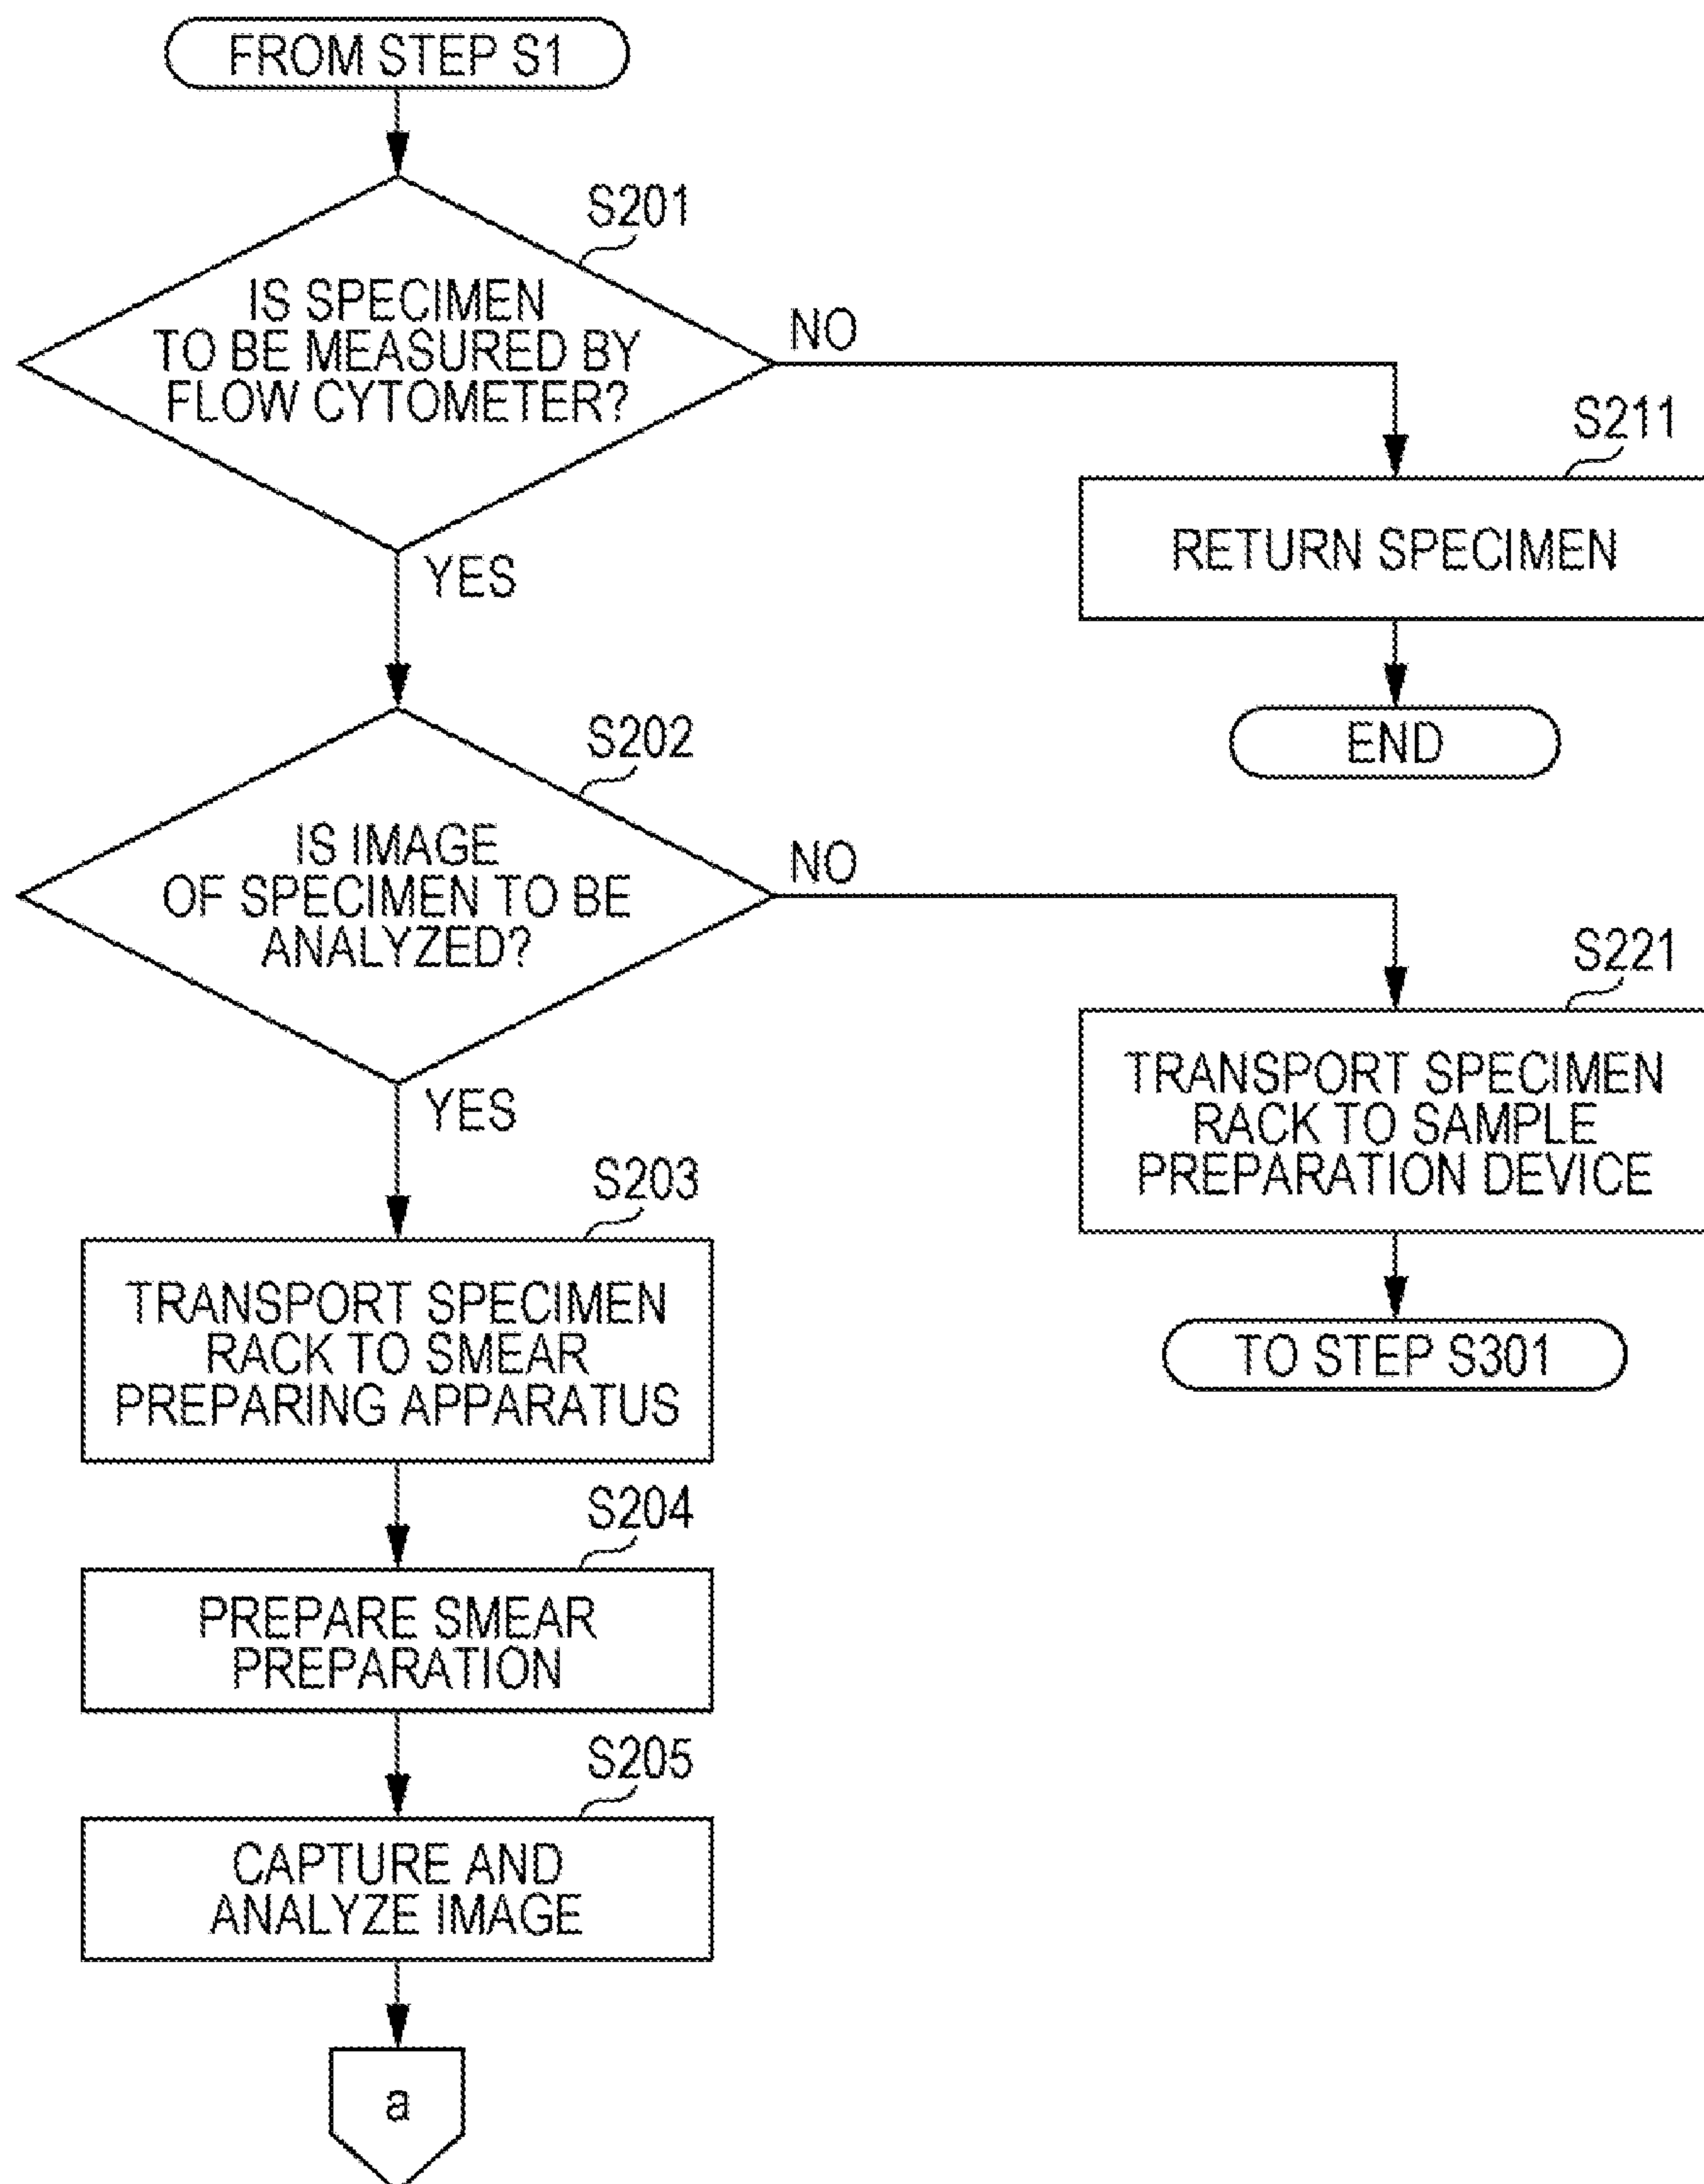 FROM STEP S1
S201
IS SPECIMEN
TO BE MEASURED BY
FLOW CYTOMETER?
NO
YES
S211
RETURN SPECIMEN
END
S202
IS IMAGE
OF SPECIMEN TO BE
ANALYZED?
NO
YES
S221
TRANSPORT SPECIMEN
RACK TO SAMPLE
PREPARATION DEVICE
TO STEP S301
S203
TRANSPORT SPECIMEN
RACK TO SMEAR
PREPARING APPARATUS
S204
PREPARE SMEAR
PREPARATION
S205
CAPTURE AND
ANALYZE IMAGE
a